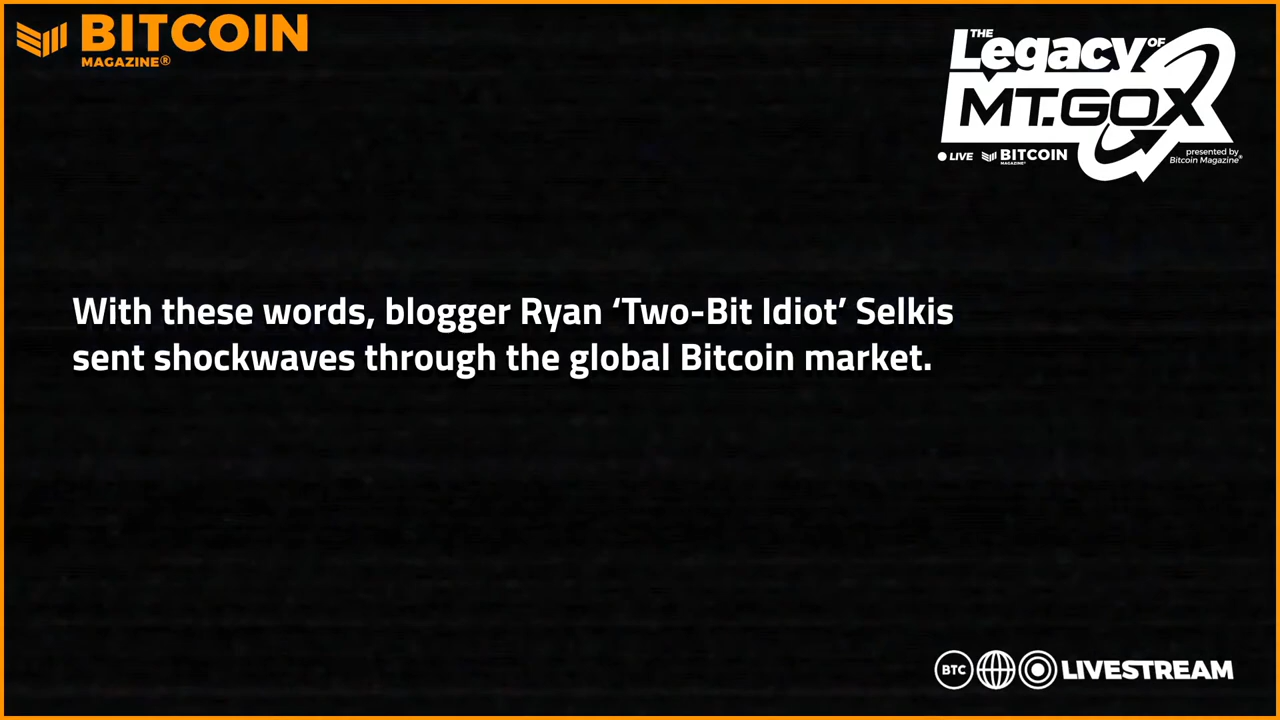 BITCOIN
MAGAZINE®
THE
Legacy OF
MT.GOX
LIVE BITCOIN
MAGAZINE®
presented by
Bitcoin Magazine®
With these words, blogger Ryan ‘Two-Bit Idiot’ Selkis
sent shockwaves through the global Bitcoin market.
BTC LIVESTREAM